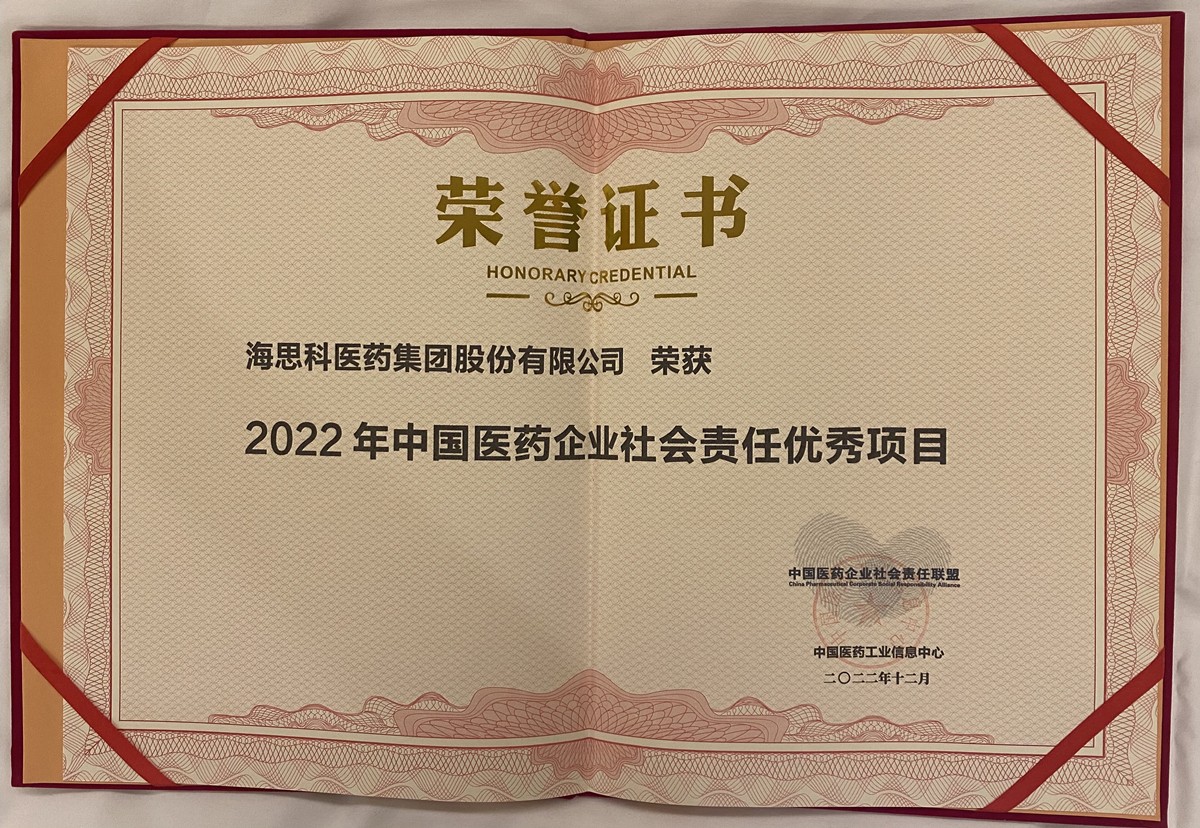 荣誉证书
HONORARY CREDENTIAL
海思科医药集团股份有限公司 荣获
2022年中国医药企业社会责任优秀项目
中国医药企业社会责任联盟
China Pharmaceutical Corporate Social Responsibility Alliance
中国医药工业信息中心
二〇二二年十二月